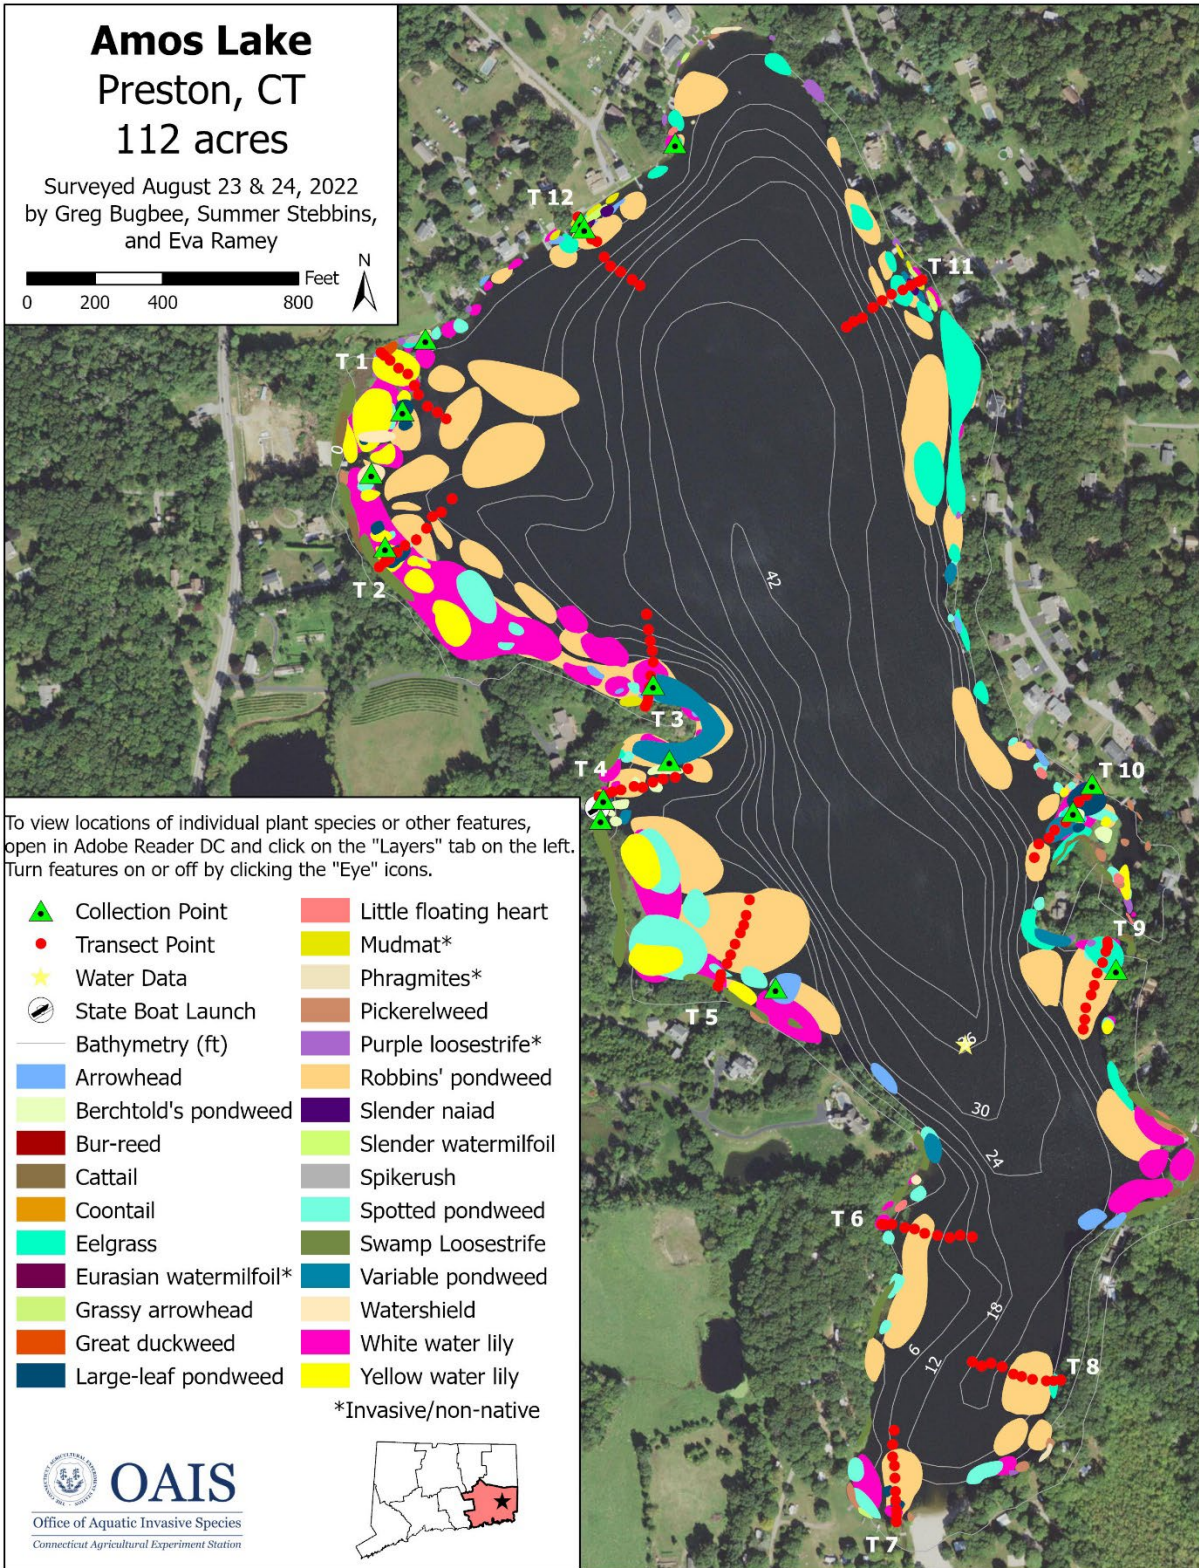 Amos Lake
Preston, CT
112 acres
Surveyed August 23 & 24, 2022
by Greg Bugbee, Summer Stebbins,
and Eva Ramey
N
Feet
0 200 400 800
T 12
T 11
T 1
0
T 2
42
T 3
T 4
T 10
T 9
T 5
36
30
24
T 6
18
6
12
T 8
T 7
To view locations of individual plant species or other features,
open in Adobe Reader DC and click on the "Layers" tab on the left.
Turn features on or off by clicking the "Eye" icons.
Collection Point
Transect Point
Water Data
State Boat Launch
Bathymetry (ft)
Arrowhead
Berchtold's pondweed
Bur-reed
Cattail
Coontail
Eelgrass
Eurasian watermilfoil*
Grassy arrowhead
Great duckweed
Large-leaf pondweed
Little floating heart
Mudmat*
Phragmites*
Pickerelweed
Purple loosestrife*
Robbins' pondweed
Slender naiad
Slender watermilfoil
Spikerush
Spotted pondweed
Swamp Loosestrife
Variable pondweed
Watershield
White water lily
Yellow water lily
*Invasive/non-native
OAIS
Office of Aquatic Invasive Species
Connecticut Agricultural Experiment Station